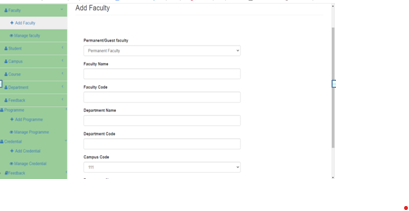 Faculty
Add Faculty
Manage faculty
Student
Campus
Course
Department
Feedback
Programme
Add Programme
Manage Programme
Credential
Add Credential
Manage Credential
Feedback
Add Faculty
Permanent/Guest faculty
Permanent Faculty
Faculty Name
Faculty Code
Department Name
Department Code
Campus Code